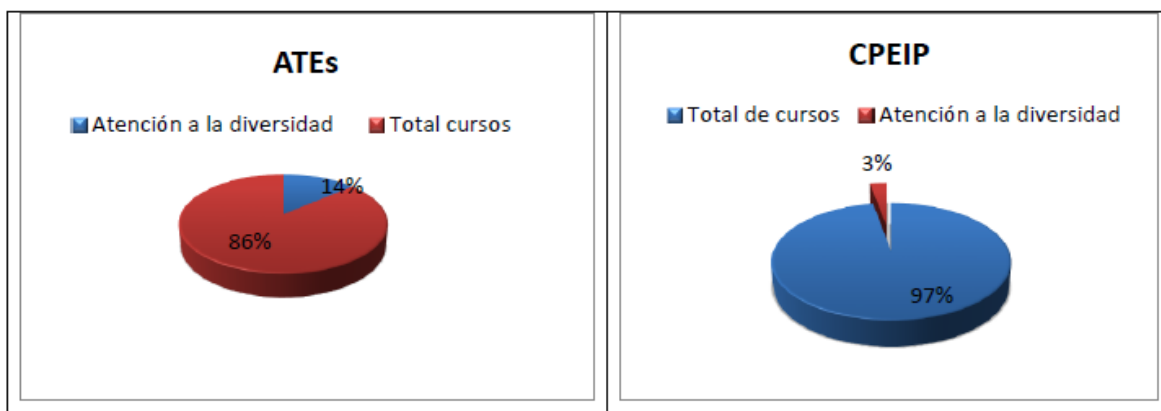 ATEs
Atención a la diversidad
Total cursos
14%
86%
CPEIP
Total de cursos
Atención a la diversidad
3%
97%